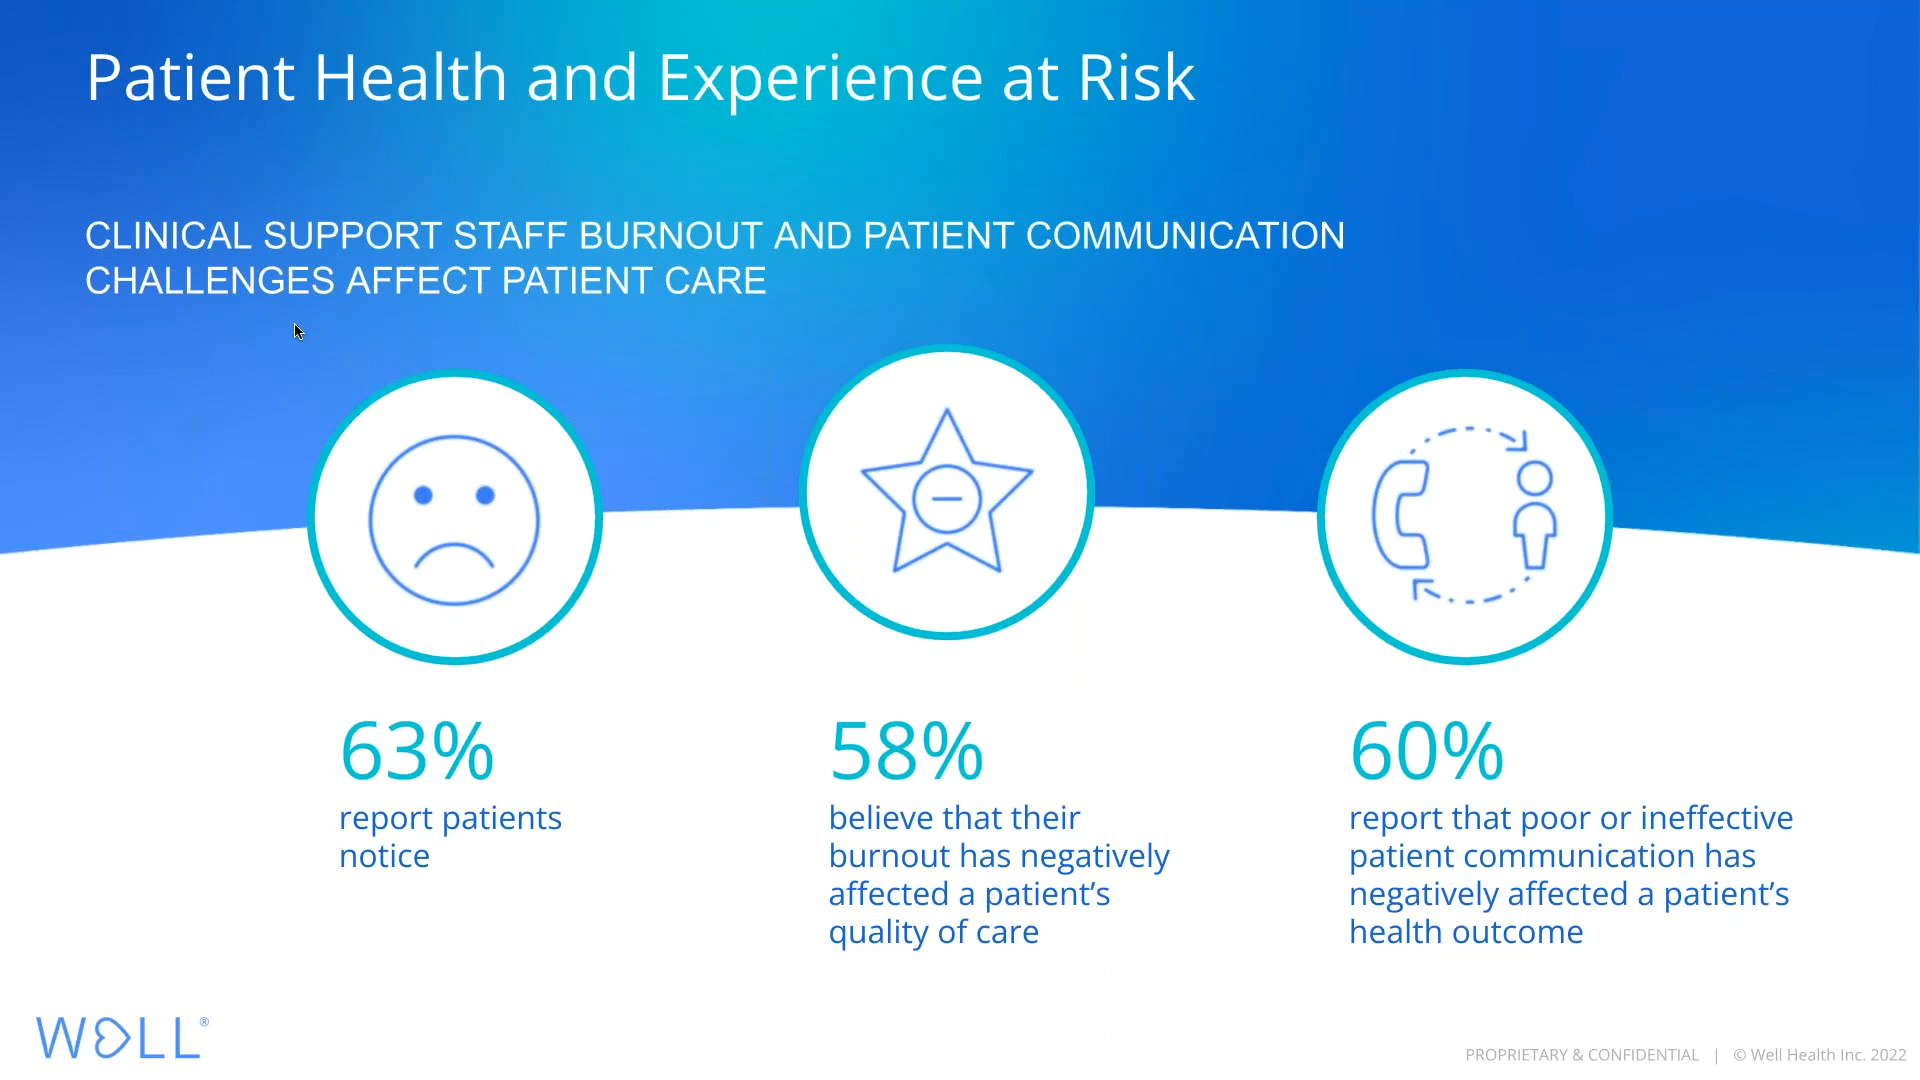 Patient Health and Experience at Risk
CLINICAL SUPPORT STAFF BURNOUT AND PATIENT COMMUNICATION
CHALLENGES AFFECT PATIENT CARE
63%
report patients
notice
58%
believe that their
burnout has negatively
affected a patient’s
quality of care
60%
report that poor or ineffective
patient communication has
negatively affected a patient’s
health outcome
WELL®
PROPRIETARY & CONFIDENTIAL | © Well Health Inc. 2022